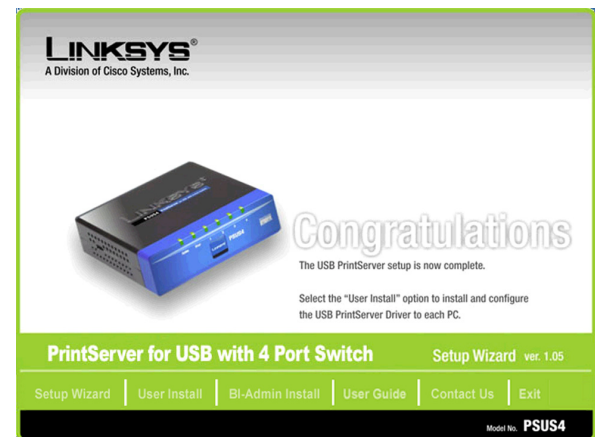 LINKSYS®
A Division of Cisco Systems, Inc.
LINKSYS
PSUS4
Congratulations
The USB PrintServer setup is now complete.
Select the “User Install” option to install and configure
the USB PrintServer Driver to each PC.
PrintServer for USB with 4 Port Switch
Setup Wizard ver. 1.05
Setup Wizard User Install BI-Admin Install User Guide Contact Us Exit
Model No. PSUS4